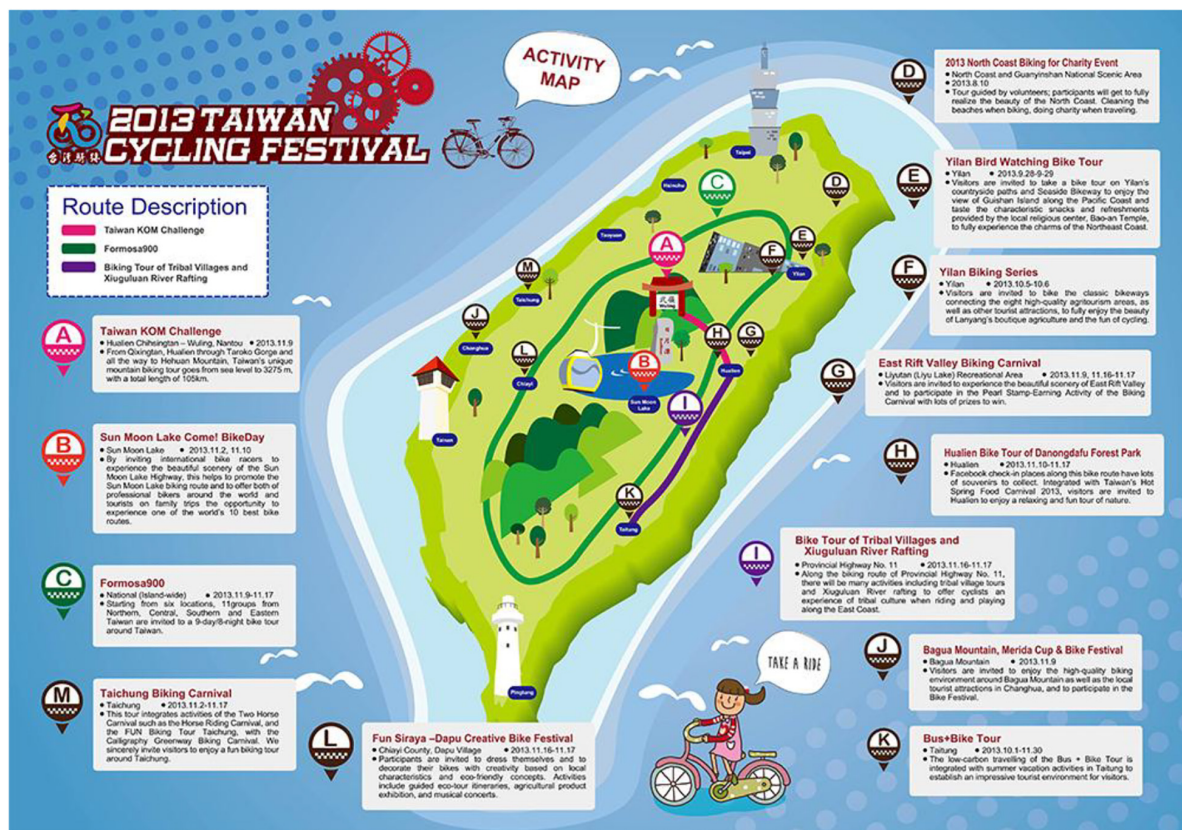 ACTIVITY
MAP
2013 TAIWAN
CYCLING FESTIVAL
Route Description
Taiwan KOM Challenge
Formosa900
Biking Tour of Tribal Villages and
Xiuguluan River Rafting
A
Taiwan KOM Challenge
• Hualien Chihsingtan – Wuling, Nantou • 2013.11.9
• From Qixingtan, Hualien through Taroko Gorge and
all the way to Hehuan Mountain, Taiwan's unique
mountain biking tour goes from sea level to 3275 m,
with a total length of 105km.
B
Sun Moon Lake Come! BikeDay
• Sun Moon Lake • 2013.11.2, 11.10
• By inviting international bike racers to
experience the beautiful scenery of the Sun
Moon Lake Highway, this helps to promote the
Sun Moon Lake biking route and to offer both of
professional bikers around the world and
tourists on family trips the opportunity to
experience one of the world's 10 best bike
routes.
C
Formosa900
• National (Island-wide) • 2013.11.9-11.17
• Starting from six locations, 11groups from
Northern, Central, Southern and Eastern
Taiwan are invited to a 9-day/8-night bike tour
around Taiwan.
M
Taichung Biking Carnival
• Taichung • 2013.11.2-11.17
• This tour integrates activities of the Two Horse
Carnival such as the Horse Riding Carnival, and
the FUN Biking Tour Taichung, with the
Calligraphy Greenway Biking Carnival. We
sincerely invite visitors to enjoy a fun biking tour
around Taichung.
L
Fun Siraya –Dapu Creative Bike Festival
• Chiayi County, Dapu Village • 2013.11.16-11.17
• Participants are invited to dress themselves and to
decorate their bikes with creativity based on local
characteristics and eco-friendly concepts. Activities
include guided eco-tour itineraries, agricultural product
exhibition, and musical concerts.
Taipei
Hsinchu
C
D
Taoyuan
A
E
F
Yilan
M
Taichung
武嶺
Wuling
J
Changhua
H
G
L
Chiayi
B
Hualien
Sun Moon
Lake
I
Tainan
K
Taitung
Pingtung
TAKE A RIDE
D
2013 North Coast Biking for Charity Event
• North Coast and Guanyinshan National Scenic Area
• 2013.8.10
• Tour guided by volunteers; participants will get to fully
realize the beauty of the North Coast. Cleaning the
beaches when biking, doing charity when traveling.
E
Yilan Bird Watching Bike Tour
• Yilan • 2013.9.28-9-29
• Visitors are invited to take a bike tour on Yilan's
countryside paths and Seaside Bikeway to enjoy the
view of Guishan Island along the Pacific Coast and
taste the characteristic snacks and refreshments
provided by the local religious center, Bao-an Temple,
to fully experience the charms of the Northeast Coast.
F
Yilan Biking Series
• Yilan • 2013.10.5-10.6
• Visitors are invited to bike the classic bikeways
connecting the eight high-quality agritourism areas, as
well as other tourist attractions, to fully enjoy the beauty
of Lanyang's boutique agriculture and the fun of cycling.
G
East Rift Valley Biking Carnival
• Liyutan (Liyu Lake) Recreational Area • 2013.11.9, 11.16-11.17
• Visitors are invited to experience the beautiful scenery of East Rift Valley
and to participate in the Pearl Stamp-Earning Activity of the Biking
Carnival with lots of prizes to win.
H
Hualien Bike Tour of Danongdafu Forest Park
• Hualien • 2013.11.10-11.17
• Facebook check-in places along this bike route have lots
of souvenirs to collect. Integrated with Taiwan's Hot
Spring Food Carnival 2013, visitors are invited to
Hualien to enjoy a relaxing and fun tour of nature.
I
Bike Tour of Tribal Villages and
Xiuguluan River Rafting
• Provincial Highway No. 11 • 2013.11.16-11.17
• Along the biking route of Provincial Highway No. 11,
there will be many activities including tribal village tours
and Xiuguluan River rafting to offer cyclists an
experience of tribal culture when riding and playing
along the East Coast.
J
Bagua Mountain, Merida Cup & Bike Festival
• Bagua Mountain • 2013.11.9
• Visitors are invited to enjoy the high-quality biking
environment around Bagua Mountain as well as the local
tourist attractions in Changhua, and to participate in the
Bike Festival.
K
Bus+Bike Tour
• Taitung • 2013.10.1-11.30
• The low-carbon travelling of the Bus + Bike Tour is
integrated with summer vacation activities in Taitung to
establish an impressive tourist environment for visitors.